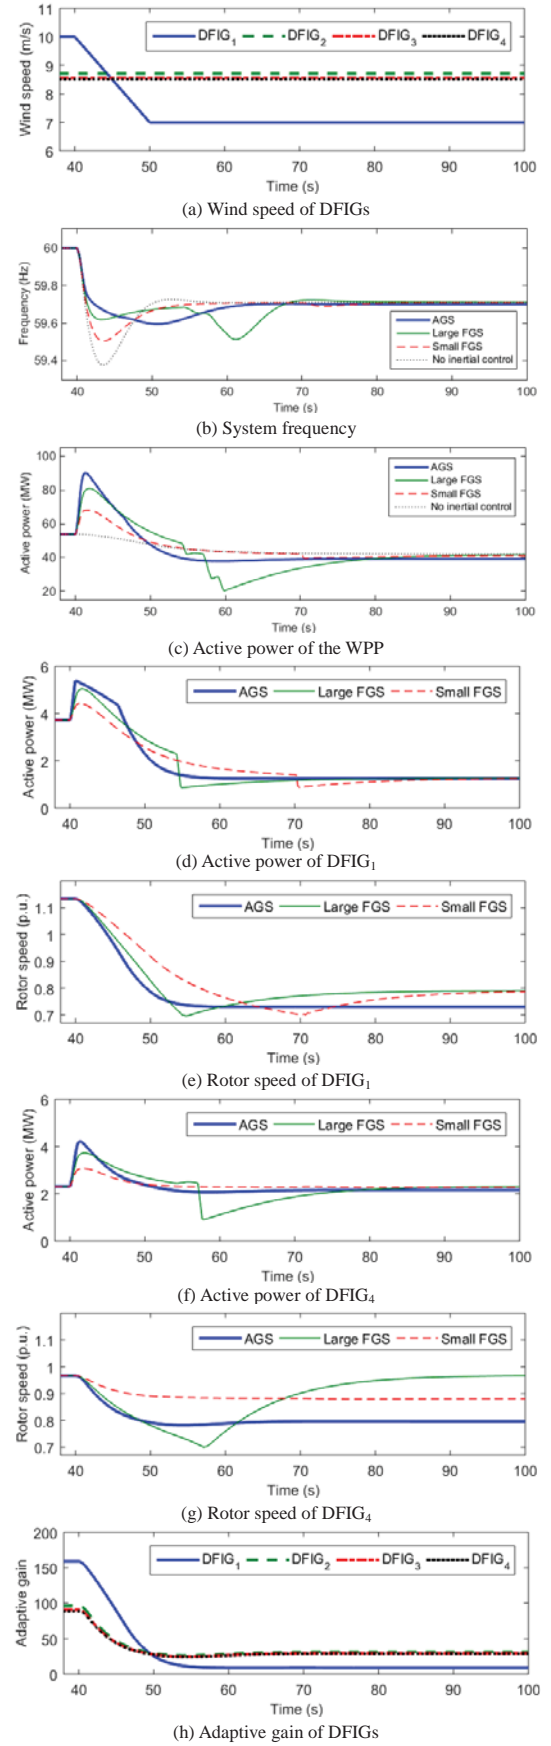 Wind speed (m/s)
11
10
9
8
7
6
DFIG1 DFIG2 DFIG3 DFIG4
40 50 60 70 80 90 100
Time (s)
(a) Wind speed of DFIGs
Frequency (Hz)
60
59.8
59.6
59.4
AGS
Large FGS
Small FGS
No inertial control
40 50 60 70 80 90 100
Time (s)
(b) System frequency
Active power (MW)
100
80
60
40
20
AGS
Large FGS
Small FGS
No inertial control
40 50 60 70 80 90 100
Time (s)
(c) Active power of the WPP
Active power (MW)
6
4
2
0
AGS Large FGS Small FGS
40 50 60 70 80 90 100
Time (s)
(d) Active power of DFIG1
Rotor speed (p.u.)
1.1
1
0.9
0.8
0.7
AGS Large FGS Small FGS
40 50 60 70 80 90 100
Time (s)
(e) Rotor speed of DFIG1
Active power (MW)
6
4
2
0
AGS Large FGS Small FGS
40 50 60 70 80 90 100
Time (s)
(f) Active power of DFIG4
Rotor speed (p.u.)
1.1
1
0.9
0.8
0.7
AGS Large FGS Small FGS
40 50 60 70 80 90 100
Time (s)
(g) Rotor speed of DFIG4
Adaptive gain
200
150
100
50
0
DFIG1 DFIG2 DFIG3 DFIG4
40 50 60 70 80 90 100
Time (s)
(h) Adaptive gain of DFIGs